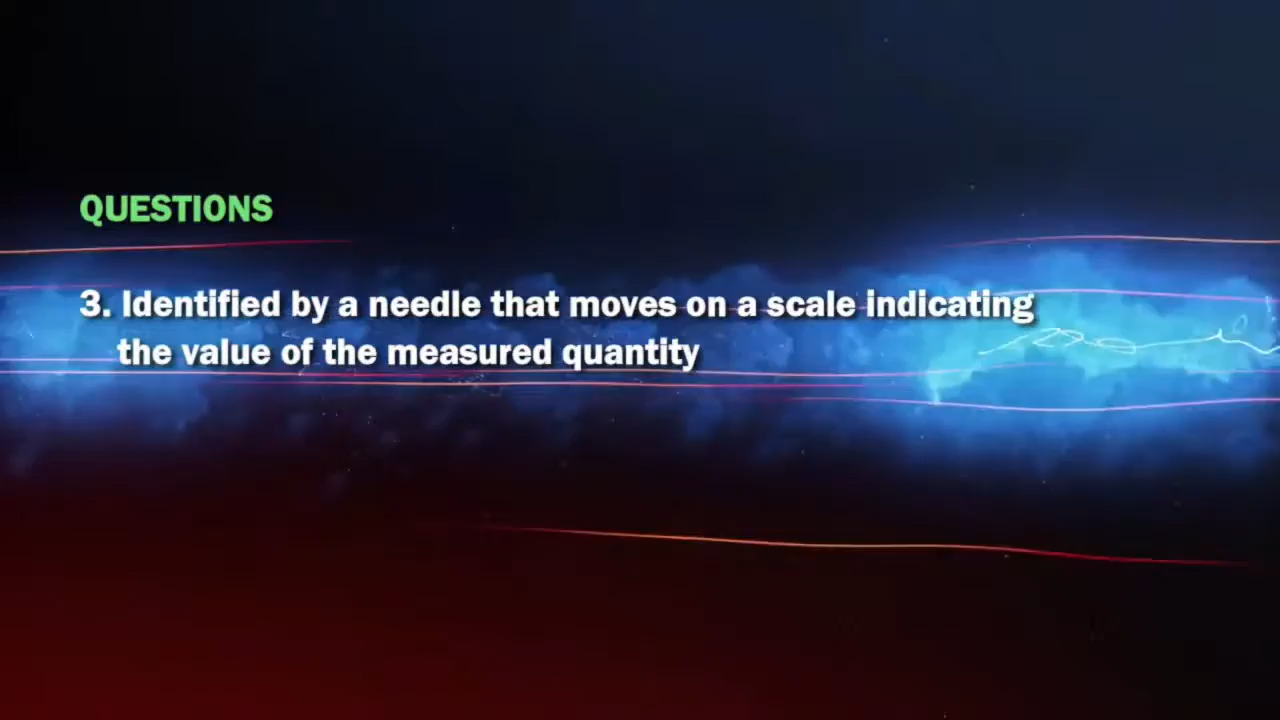 QUESTIONS
3. Identified by a needle that moves on a scale indicating
the value of the measured quantity